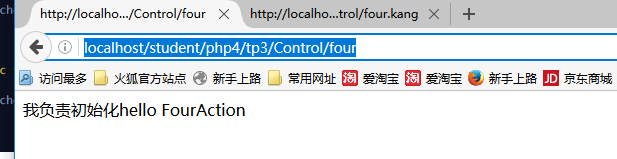 http://localho.../Control/four
http://localho...trol/four.kang
localhost/student/php4/tp3/Control/four
访问最多 火狐官方站点 新手上路 常用网址 淘 爱淘宝 淘 爱淘宝 新手上路 JD 京东商城
我负责初始化hello FourAction